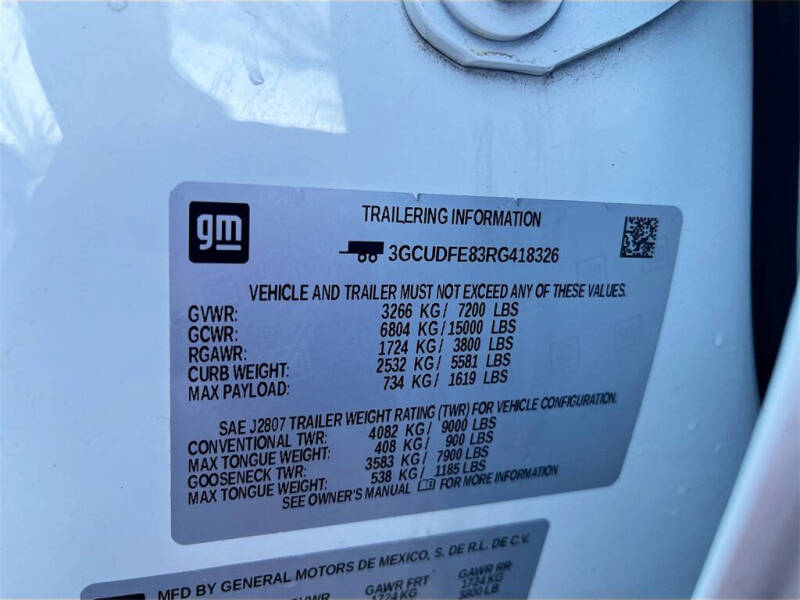 gm
TRAILERING INFORMATION
3GCUDFE83RG418326
VEHICLE AND TRAILER MUST NOT EXCEED ANY OF THESE VALUES.
GVWR: 3266 KG / 7200 LBS
GCWR: 6804 KG / 15000 LBS
RGAWR: 1724 KG / 3800 LBS
CURB WEIGHT: 2532 KG / 5581 LBS
MAX PAYLOAD: 734 KG / 1619 LBS
SAE J2807 TRAILER WEIGHT RATING (TWR) FOR VEHICLE CONFIGURATION.
CONVENTIONAL TWR: 4082 KG / 9000 LBS
MAX TONGUE WEIGHT: 408 KG / 900 LBS
GOOSENECK TWR: 3583 KG / 7900 LBS
MAX TONGUE WEIGHT: 538 KG / 1185 LBS
SEE OWNER'S MANUAL FOR MORE INFORMATION
MFD BY GENERAL MOTORS DE MEXICO, S. DE R.L. DE C.V.
GVWR GAWR FRT GAWR RR
1724 KG 1724 KG
3800 LB